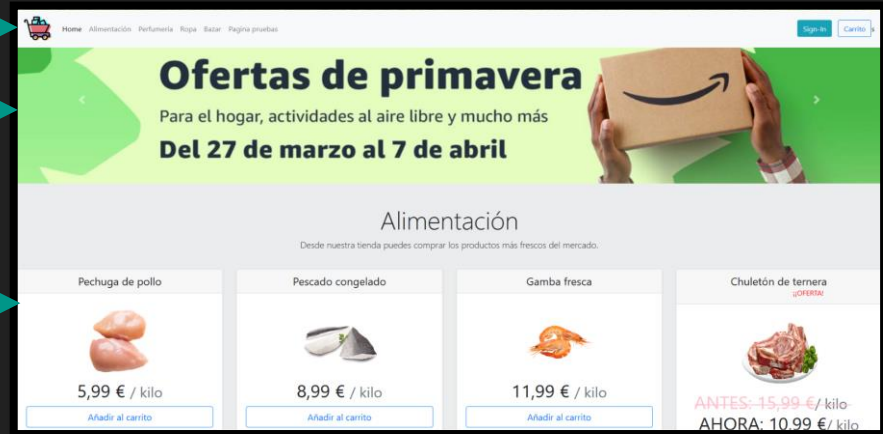 Home Alimentación Perfumería Ropa Bazar Pagina pruebas Sign-In Carrito s
Ofertas de primavera
Para el hogar, actividades al aire libre y mucho más
Del 27 de marzo al 7 de abril
Alimentación
Desde nuestra tienda puedes comprar los productos más frescos del mercado.
Pechuga de pollo
5,99 € / kilo
Añadir al carrito
Pescado congelado
8,99 € / kilo
Añadir al carrito
Gamba fresca
11,99 € / kilo
Añadir al carrito
Chuletón de ternera
¡¡OFERTA!
ANTES: 15,99 €/ kilo
AHORA: 10,99 €/ kilo